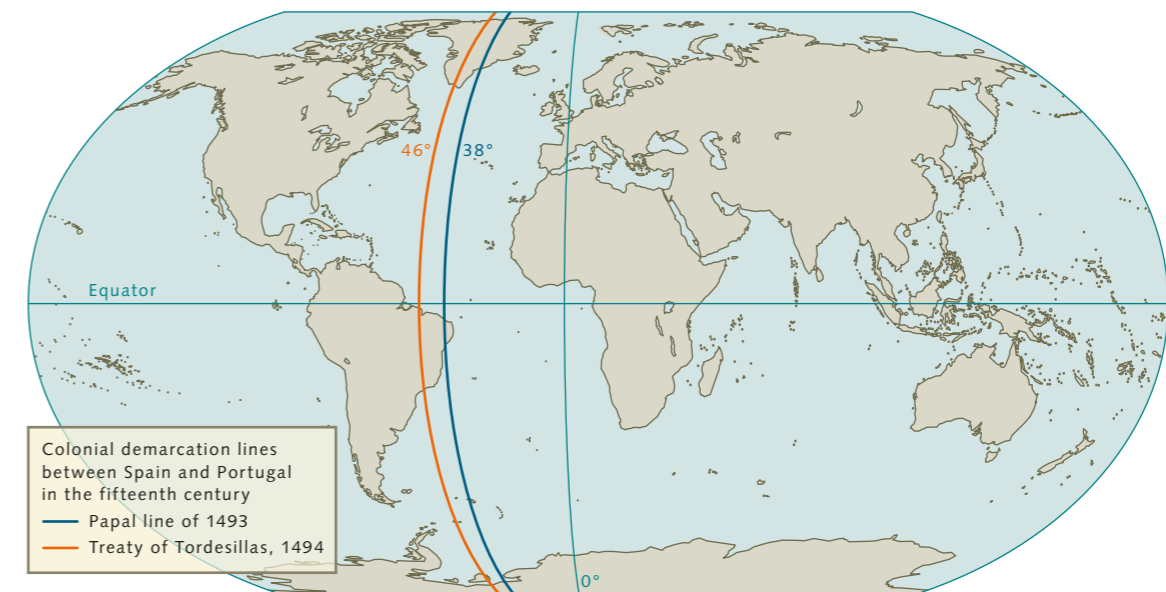 46°
38°
Equator
Colonial demarcation lines
between Spain and Portugal
in the fifteenth century
Papal line of 1493
Treaty of Tordesillas, 1494
0°